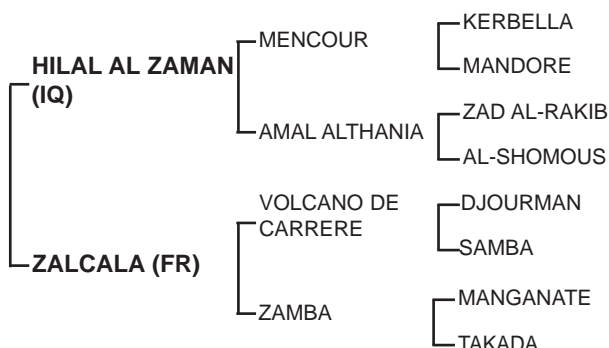 KERBELLA
MENCOUR
HILAL AL ZAMAN
(IQ)
MANDORE
ZAD AL-RAKIB
AMAL ALTHANIA
AL-SHOMOUS
VOLCANO DE
CARRERE
DJOURMAN
SAMBA
ZALCALA (FR)
MANGANATE
ZAMBA
TAKADA